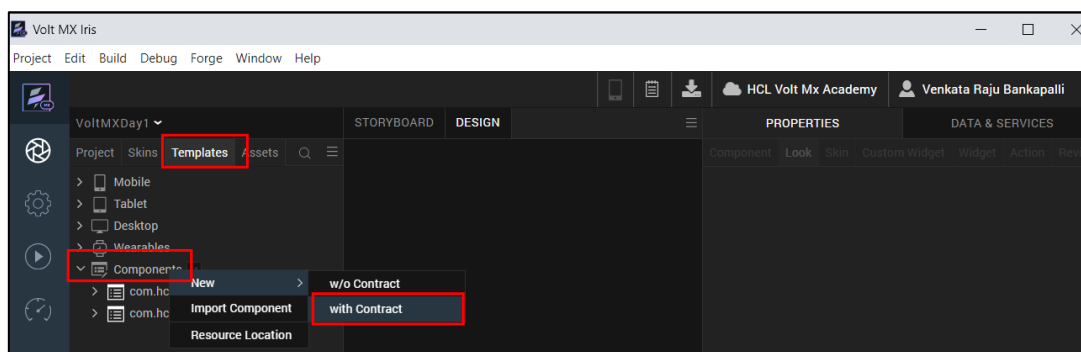 Volt MX Iris
Project Edit Build Debug Forge Window Help
HCL Volt Mx Academy Venkata Raju Bankapalli
VoltMXDay1 STORYBOARD DESIGN PROPERTIES DATA & SERVICES
Project Skins Templates Assets Component Look Skin Custom Widget Widget Action Rev
Mobile
Tablet
Desktop
Wearables
Components
New w/o Contract
com.hc
Import Component with Contract
com.hc
Resource Location